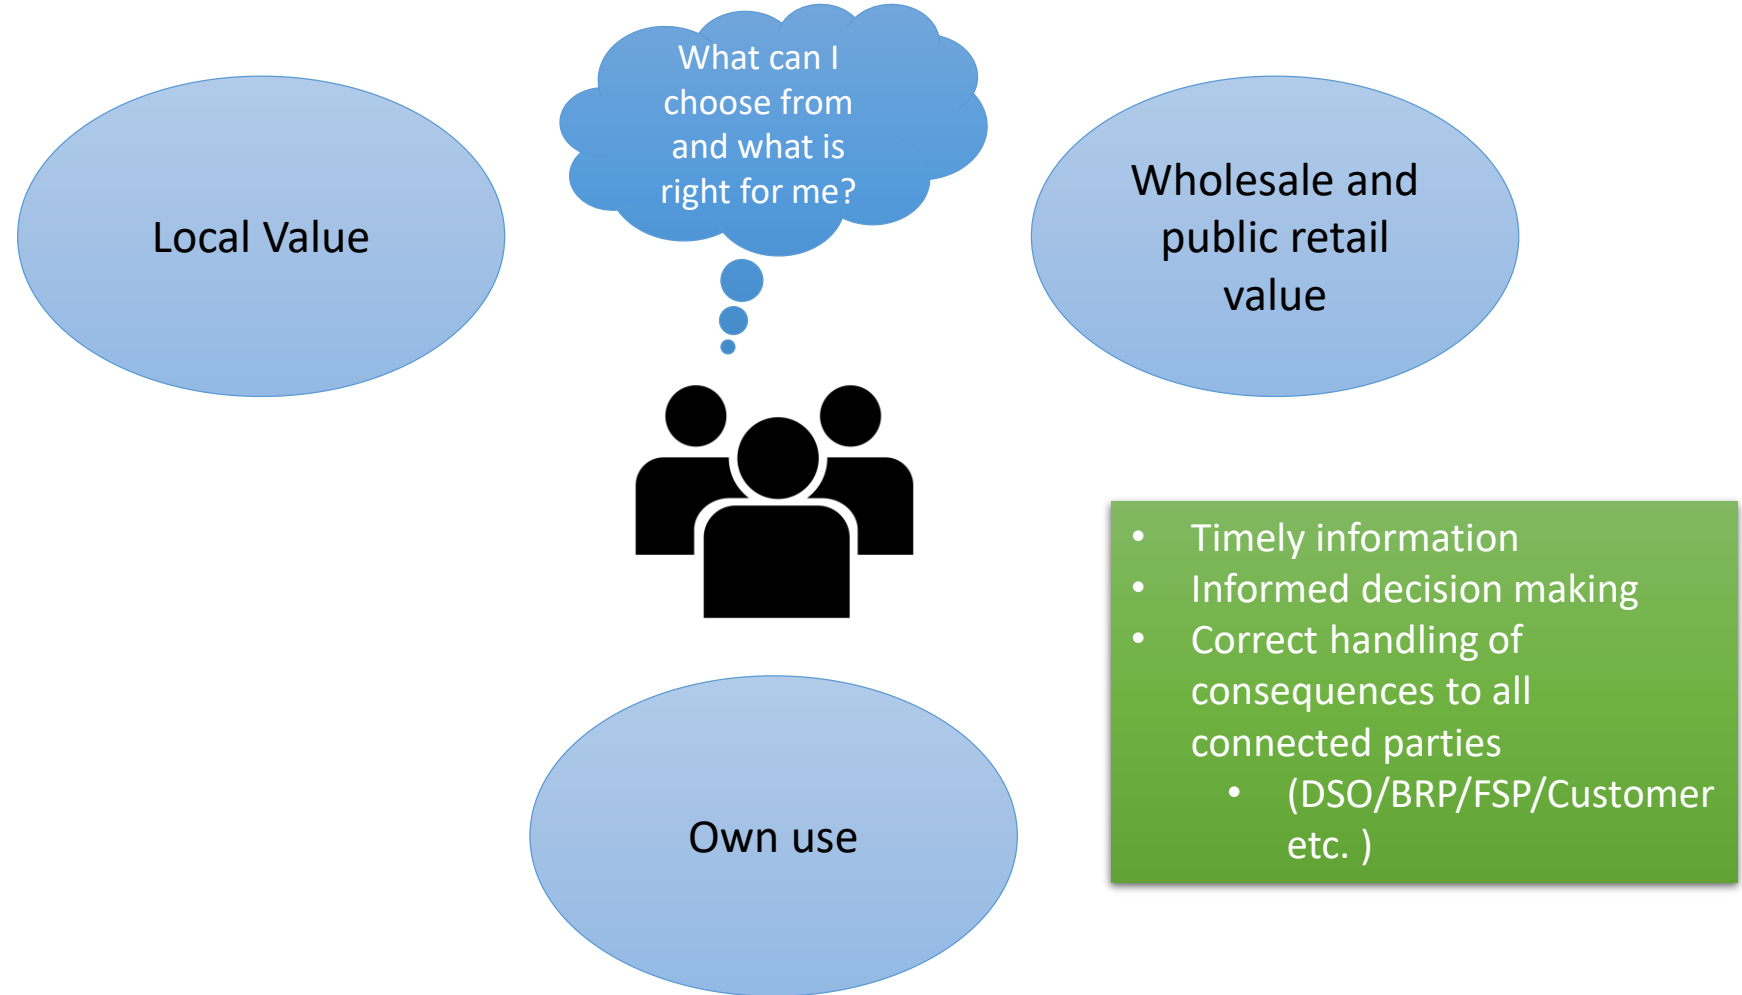 What can I
choose from
and what is
right for me?
Local Value
Wholesale and
public retail
value
• Timely information
• Informed decision making
• Correct handling of
consequences to all
connected parties
• (DSO/BRP/FSP/Customer
etc. )
Own use